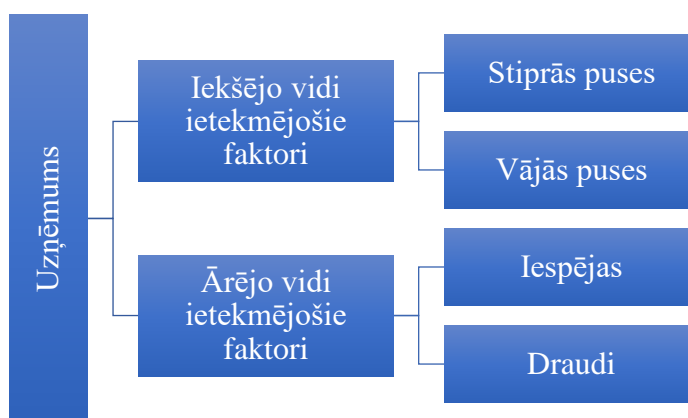 Uzņēmums
Iekšējo vidi
ietekmējošie
faktori
Stiprās puses
Vājās puses
Ārējo vidi
ietekmējošie
faktori
Iespējas
Draudi